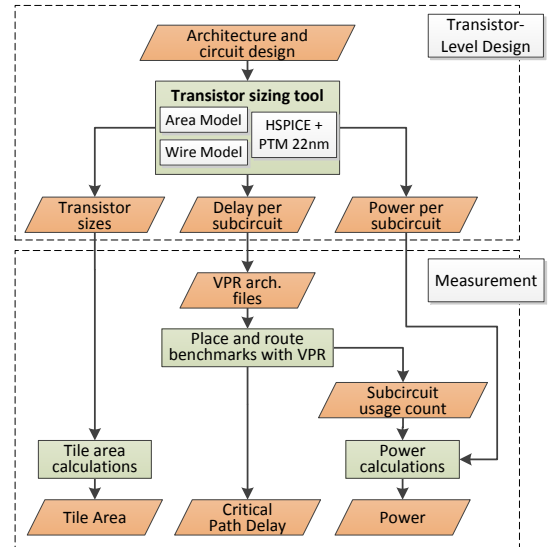 Architecture and
circuit design
Transistor-
Level Design
Transistor sizing tool
Area Model
Wire Model
HSPICE +
PTM 22nm
Transistor
sizes
Delay per
subcircuit
Power per
subcircuit
Measurement
VPR arch.
files
Place and route
benchmarks with VPR
Subcircuit
usage count
Tile area
calculations
Power
calculations
Tile Area
Critical
Path Delay
Power